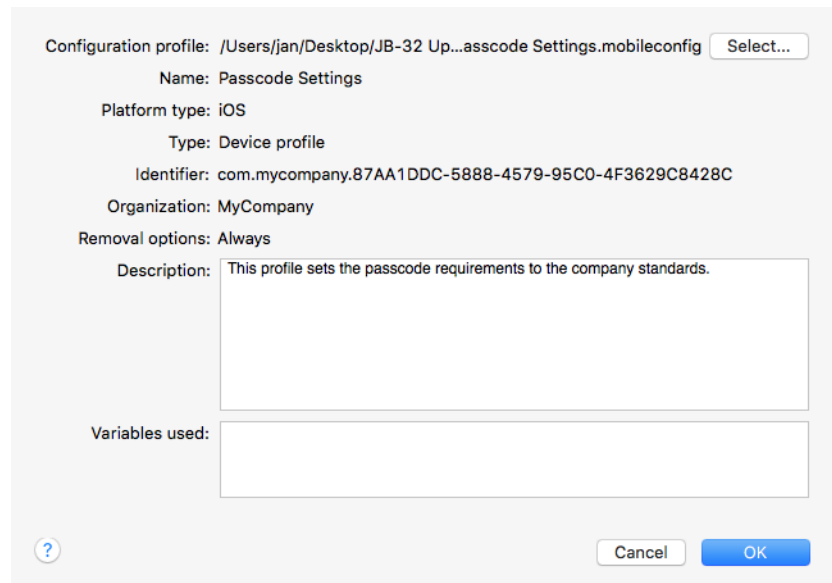 Configuration profile: /Users/jan/Desktop/JB-32 Up...asscode Settings.mobileconfig Select...
Name: Passcode Settings
Platform type: iOS
Type: Device profile
Identifier: com.mycompany.87AA1DDC-5888-4579-95C0-4F3629C8428C
Organization: MyCompany
Removal options: Always
Description: This profile sets the passcode requirements to the company standards.
Variables used:
? Cancel OK